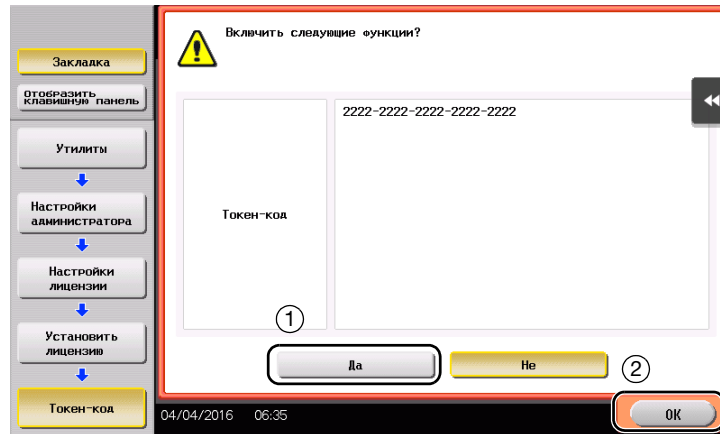 Закладка
Отобразить
клавишную панель
Утилиты
Настройки
администратора
Настройки
лицензии
Установить
лицензию
Токен-код
Включить следующие функции?
Токен-код
2222-2222-2222-2222-2222
1
Да
Не
2
04/04/2016 06:35
OK